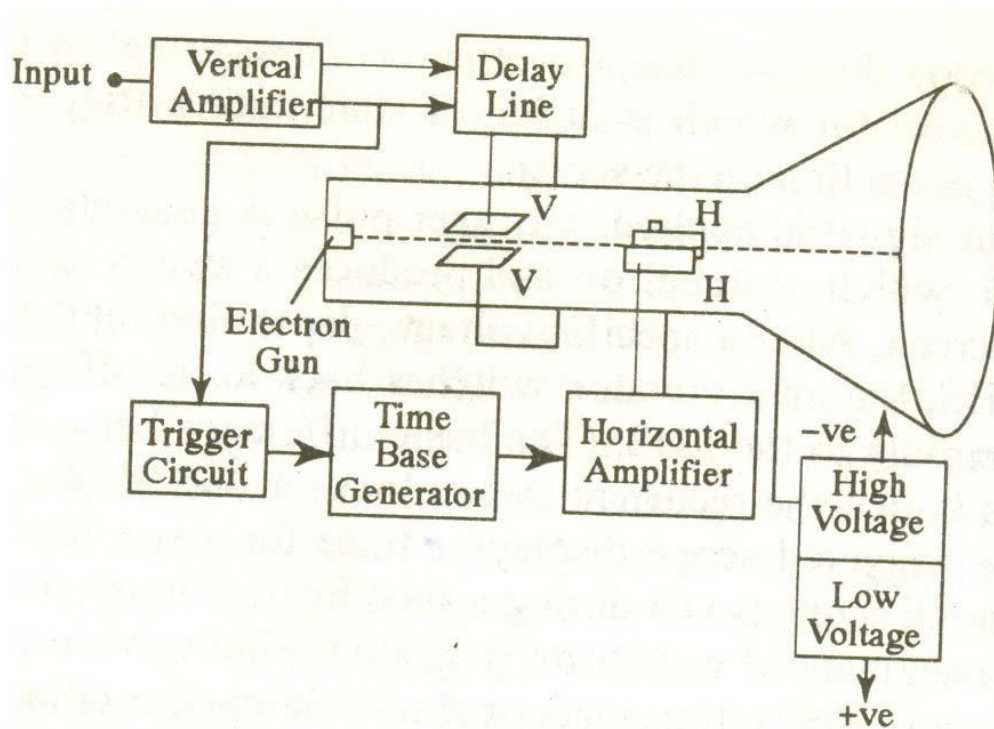 Input
Vertical
Amplifier
Delay
Line
V
H
V
H
Electron
Gun
Trigger
Circuit
Time
Base
Generator
Horizontal
Amplifier
–ve
High
Voltage
Low
Voltage
+ve